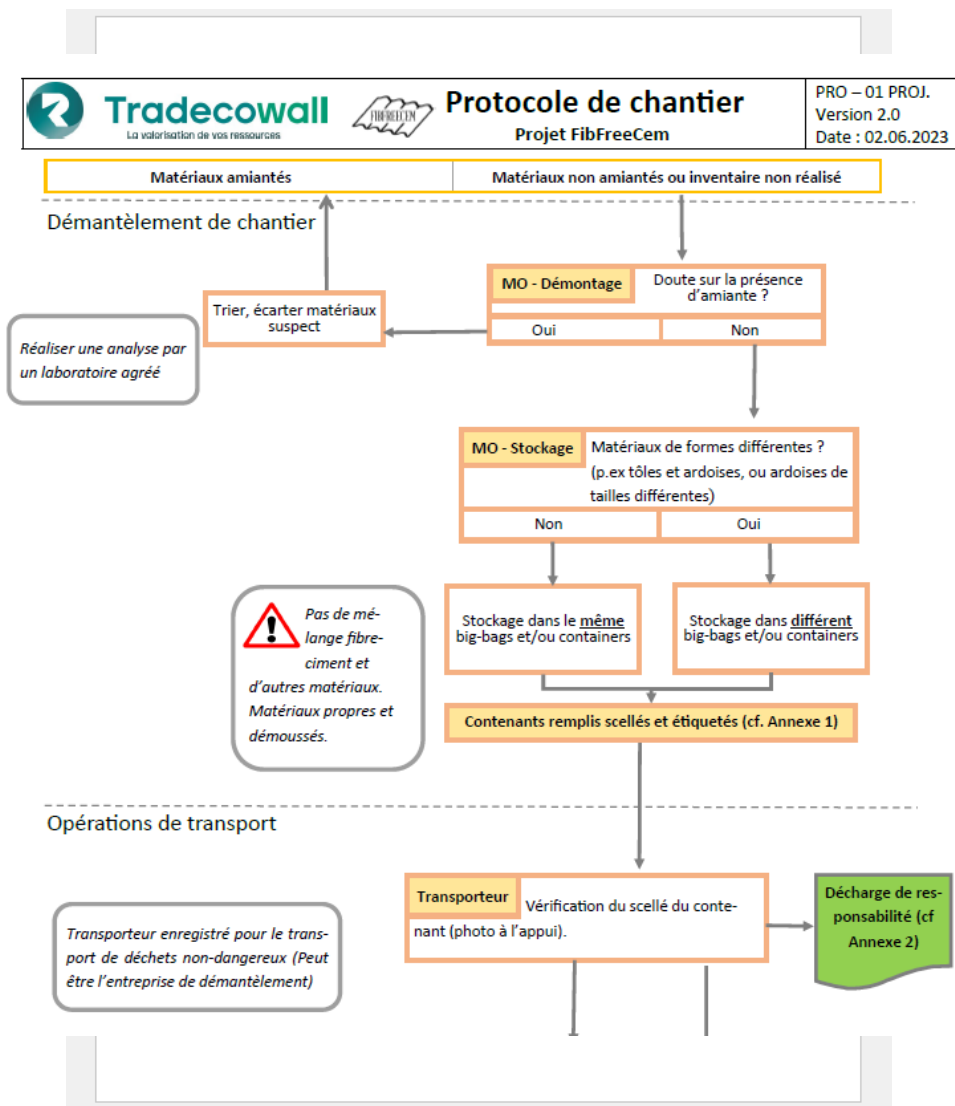 Tradecowall
La valorisation de vos ressources
FIBFREECEM
Protocole de chantier
Projet FibFreeCem
PRO – 01 PROJ.
Version 2.0
Date : 02.06.2023
Matériaux amiantés
Matériaux non amiantés ou inventaire non réalisé
Démantèlement de chantier
MO - Démontage
Doute sur la présence
d'amiante ?
Oui
Non
Trier, écarter matériaux
suspect
Réaliser une analyse par
un laboratoire agréé
MO - Stockage
Matériaux de formes différentes ?
(p.ex tôles et ardoises, ou ardoises de
tailles différentes)
Non
Oui
Stockage dans le même
big-bags et/ou containers
Stockage dans différent
big-bags et/ou containers
Pas de mé-
lange fibre-
ciment et
d'autres matériaux.
Matériaux propres et
démoussés.
Contenants remplis scellés et étiquetés (cf. Annexe 1)
Opérations de transport
Transporteur
Vérification du scellé du conte-
nant (photo à l'appui).
Décharge de res-
ponsabilité (cf
Annexe 2)
Transporteur enregistré pour le trans-
port de déchets non-dangereux (Peut
être l'entreprise de démantèlement)